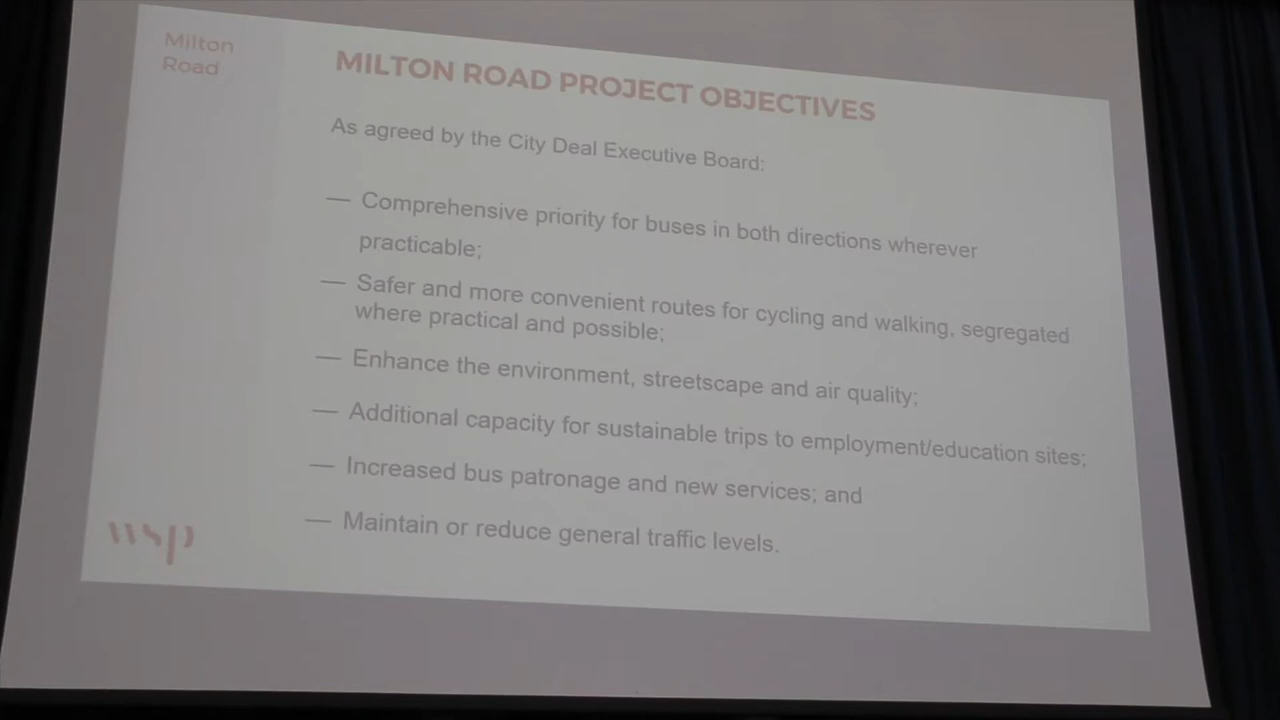 Milton
Road
MILTON ROAD PROJECT OBJECTIVES
As agreed by the City Deal Executive Board:
— Comprehensive priority for buses in both directions wherever
practicable;
— Safer and more convenient routes for cycling and walking, segregated
where practical and possible;
— Enhance the environment, streetscape and air quality;
— Additional capacity for sustainable trips to employment/education sites;
— Increased bus patronage and new services; and
— Maintain or reduce general traffic levels.
wsp